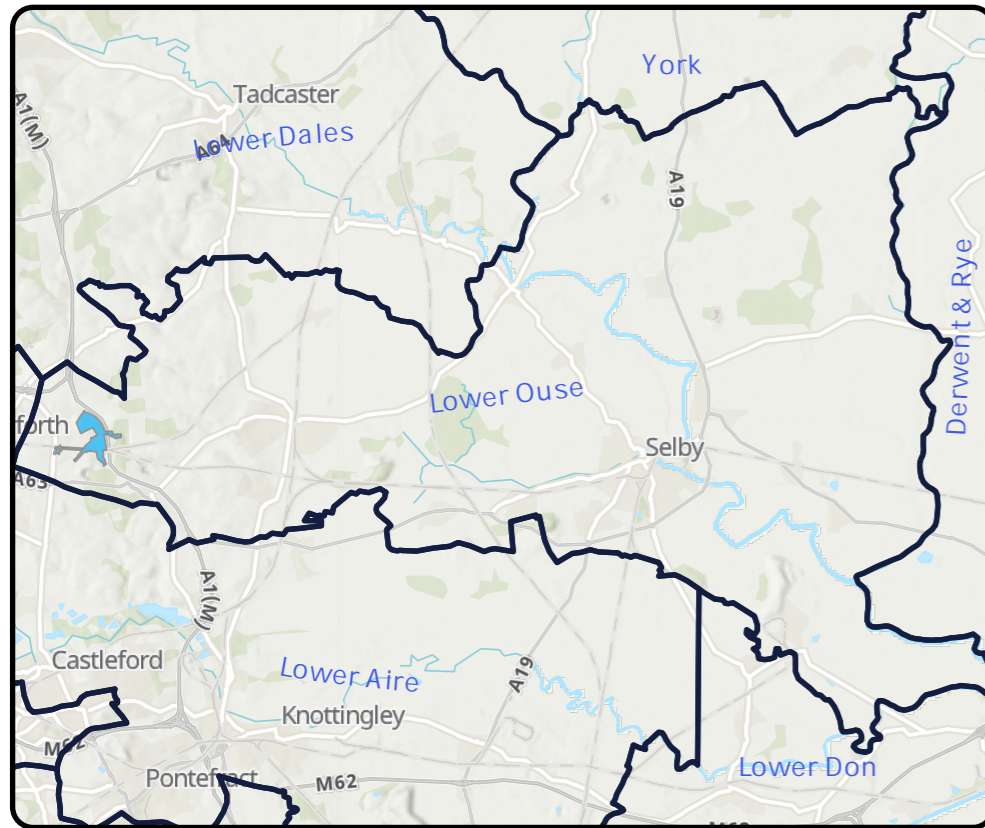 York
Tadcaster
A1(M)
Lower Dales
A64
A19
Derwent & Rye
Lower Ouse
forth
Selby
A63
A1(M)
Castleford
Lower Aire
A19
Knottingley
M62
Lower Don
Pontefract
M62